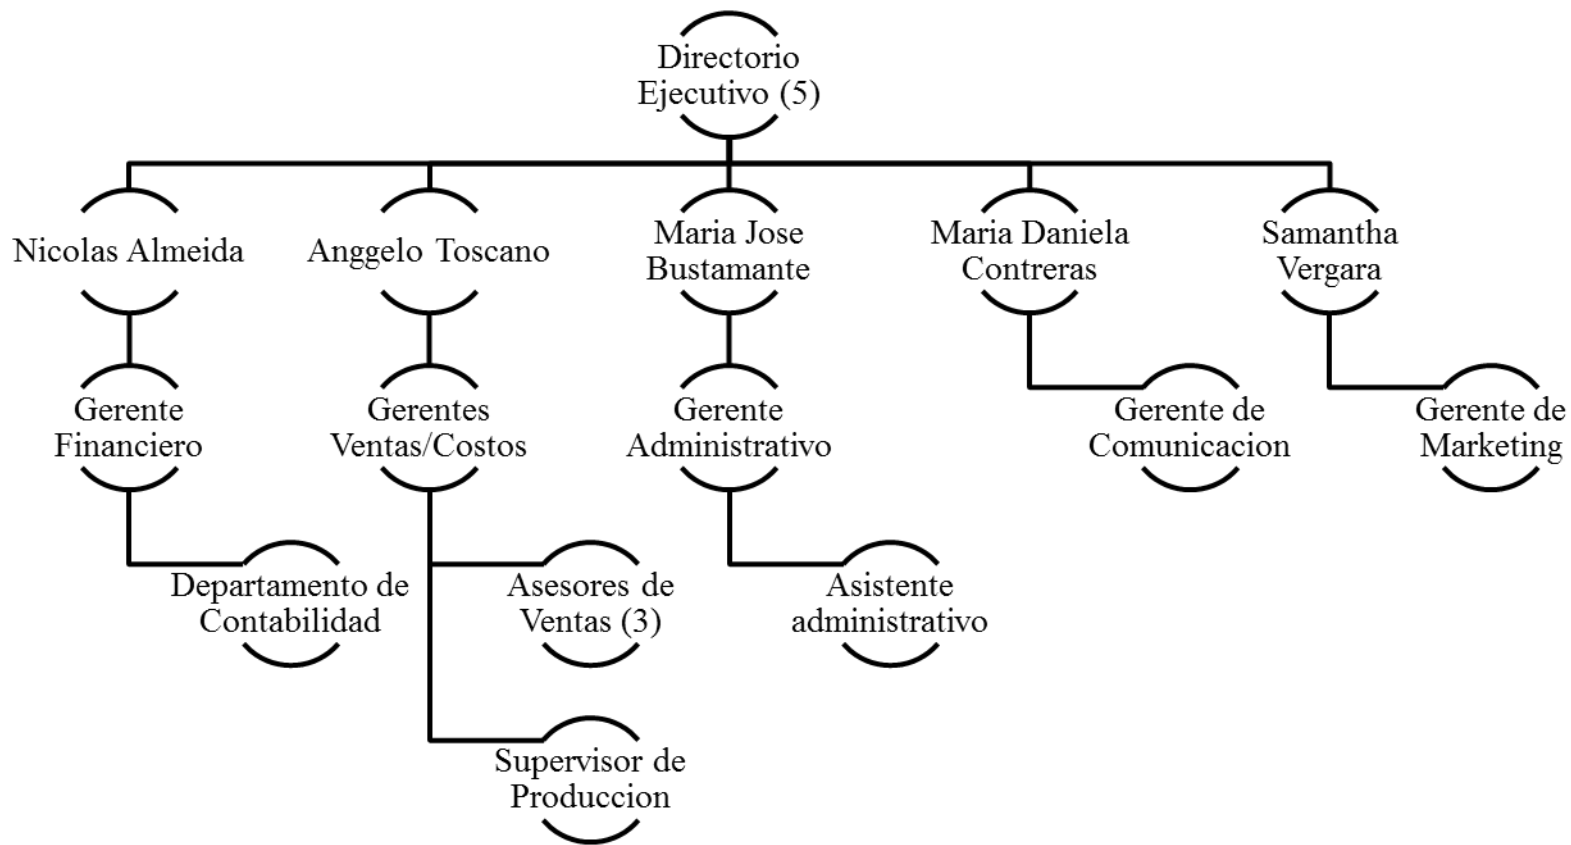 Directorio
Ejecutivo (5)
Nicolas Almeida
Anggelo Toscano
Maria Jose
Bustamante
Maria Daniela
Contreras
Samantha
Vergara
Gerente
Financiero
Gerentes
Ventas/Costos
Gerente
Administrativo
Gerente de
Comunicacion
Gerente de
Marketing
Departamento de
Contabilidad
Asesores de
Ventas (3)
Asistente
administrativo
Supervisor de
Produccion